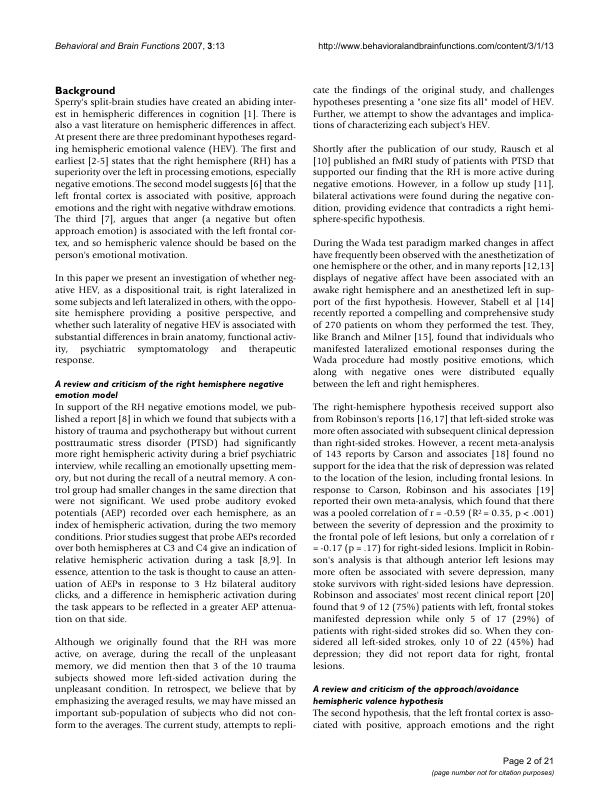 Behavioral and Brain Functions 2007, 3:13
http://www.behavioralandbrainfunctions.com/content/3/1/13
Background
Sperry's split-brain studies have created an abiding inter-
est in hemispheric differences in cognition [1]. There is
also a vast literature on hemispheric differences in affect.
At present there are three predominant hypotheses regard-
ing hemispheric emotional valence (HEV). The first and
earliest [2-5] states that the right hemisphere (RH) has a
superiority over the left in processing emotions, especially
negative emotions. The second model suggests [6] that the
left frontal cortex is associated with positive, approach
emotions and the right with negative withdraw emotions.
The third [7], argues that anger (a negative but often
approach emotion) is associated with the left frontal cor-
tex, and so hemispheric valence should be based on the
person's emotional motivation.
In this paper we present an investigation of whether neg-
ative HEV, as a dispositional trait, is right lateralized in
some subjects and left lateralized in others, with the oppo-
site hemisphere providing a positive perspective, and
whether such laterality of negative HEV is associated with
substantial differences in brain anatomy, functional activ-
ity, psychiatric symptomatology and therapeutic
response.
A review and criticism of the right hemisphere negative
emotion model
In support of the RH negative emotions model, we pub-
lished a report [8] in which we found that subjects with a
history of trauma and psychotherapy but without current
posttraumatic stress disorder (PTSD) had significantly
more right hemispheric activity during a brief psychiatric
interview, while recalling an emotionally upsetting mem-
ory, but not during the recall of a neutral memory. A con-
trol group had smaller changes in the same direction that
were not significant. We used probe auditory evoked
potentials (AEP) recorded over each hemisphere, as an
index of hemispheric activation, during the two memory
conditions. Prior studies suggest that probe AEPs recorded
over both hemispheres at C3 and C4 give an indication of
relative hemispheric activation during a task [8,9]. In
essence, attention to the task is thought to cause an atten-
uation of AEPs in response to 3 Hz bilateral auditory
clicks, and a difference in hemispheric activation during
the task appears to be reflected in a greater AEP attenua-
tion on that side.
Although we originally found that the RH was more
active, on average, during the recall of the unpleasant
memory, we did mention then that 3 of the 10 trauma
subjects showed more left-sided activation during the
unpleasant condition. In retrospect, we believe that by
emphasizing the averaged results, we may have missed an
important sub-population of subjects who did not con-
form to the averages. The current study, attempts to repli-
cate the findings of the original study, and challenges
hypotheses presenting a "one size fits all" model of HEV.
Further, we attempt to show the advantages and implica-
tions of characterizing each subject's HEV.
Shortly after the publication of our study, Rausch et al
[10] published an fMRI study of patients with PTSD that
supported our finding that the RH is more active during
negative emotions. However, in a follow up study [11],
bilateral activations were found during the negative con-
dition, providing evidence that contradicts a right hemi-
sphere-specific hypothesis.
During the Wada test paradigm marked changes in affect
have frequently been observed with the anesthetization of
one hemisphere or the other, and in many reports [12,13]
displays of negative affect have been associated with an
awake right hemisphere and an anesthetized left in sup-
port of the first hypothesis. However, Stabell et al [14]
recently reported a compelling and comprehensive study
of 270 patients on whom they performed the test. They,
like Branch and Milner [15], found that individuals who
manifested lateralized emotional responses during the
Wada procedure had mostly positive emotions, which
along with negative ones were distributed equally
between the left and right hemispheres.
The right-hemisphere hypothesis received support also
from Robinson's reports [16,17] that left-sided stroke was
more often associated with subsequent clinical depression
than right-sided strokes. However, a recent meta-analysis
of 143 reports by Carson and associates [18] found no
support for the idea that the risk of depression was related
to the location of the lesion, including frontal lesions. In
response to Carson, Robinson and his associates [19]
reported their own meta-analysis, which found that there
was a pooled correlation of r = -0.59 (R² = 0.35, p < .001)
between the severity of depression and the proximity to
the frontal pole of left lesions, but only a correlation of r
= -0.17 (p = .17) for right-sided lesions. Implicit in Robin-
son's analysis is that although anterior left lesions may
more often be associated with severe depression, many
stroke survivors with right-sided lesions have depression.
Robinson and associates' most recent clinical report [20]
found that 9 of 12 (75%) patients with left, frontal stokes
manifested depression while only 5 of 17 (29%) of
patients with right-sided strokes did so. When they con-
sidered all left-sided strokes, only 10 of 22 (45%) had
depression; they did not report data for right, frontal
lesions.
A review and criticism of the approach/avoidance
hemispheric valence hypothesis
The second hypothesis, that the left frontal cortex is asso-
ciated with positive, approach emotions and the right
Page 2 of 21
(page number not for citation purposes)